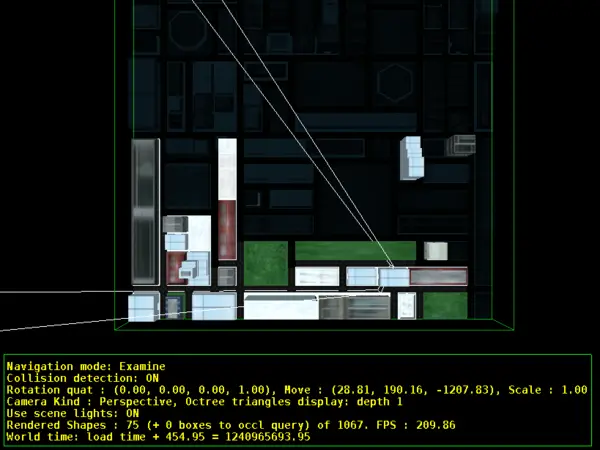 Navigation mode: Examine
Collision detection: ON
Rotation quat : (0.00, 0.00, 0.00, 1.00), Move : (28.81, 190.16, -1207.83), Scale : 1.00
Camera Kind : Perspective, Octree triangles display: depth 1
Use scene lights: ON
Rendered Shapes : 75 (+ 0 boxes to occl query) of 1067. FPS : 209.86
World time: load time + 454.95 = 1240965693.95